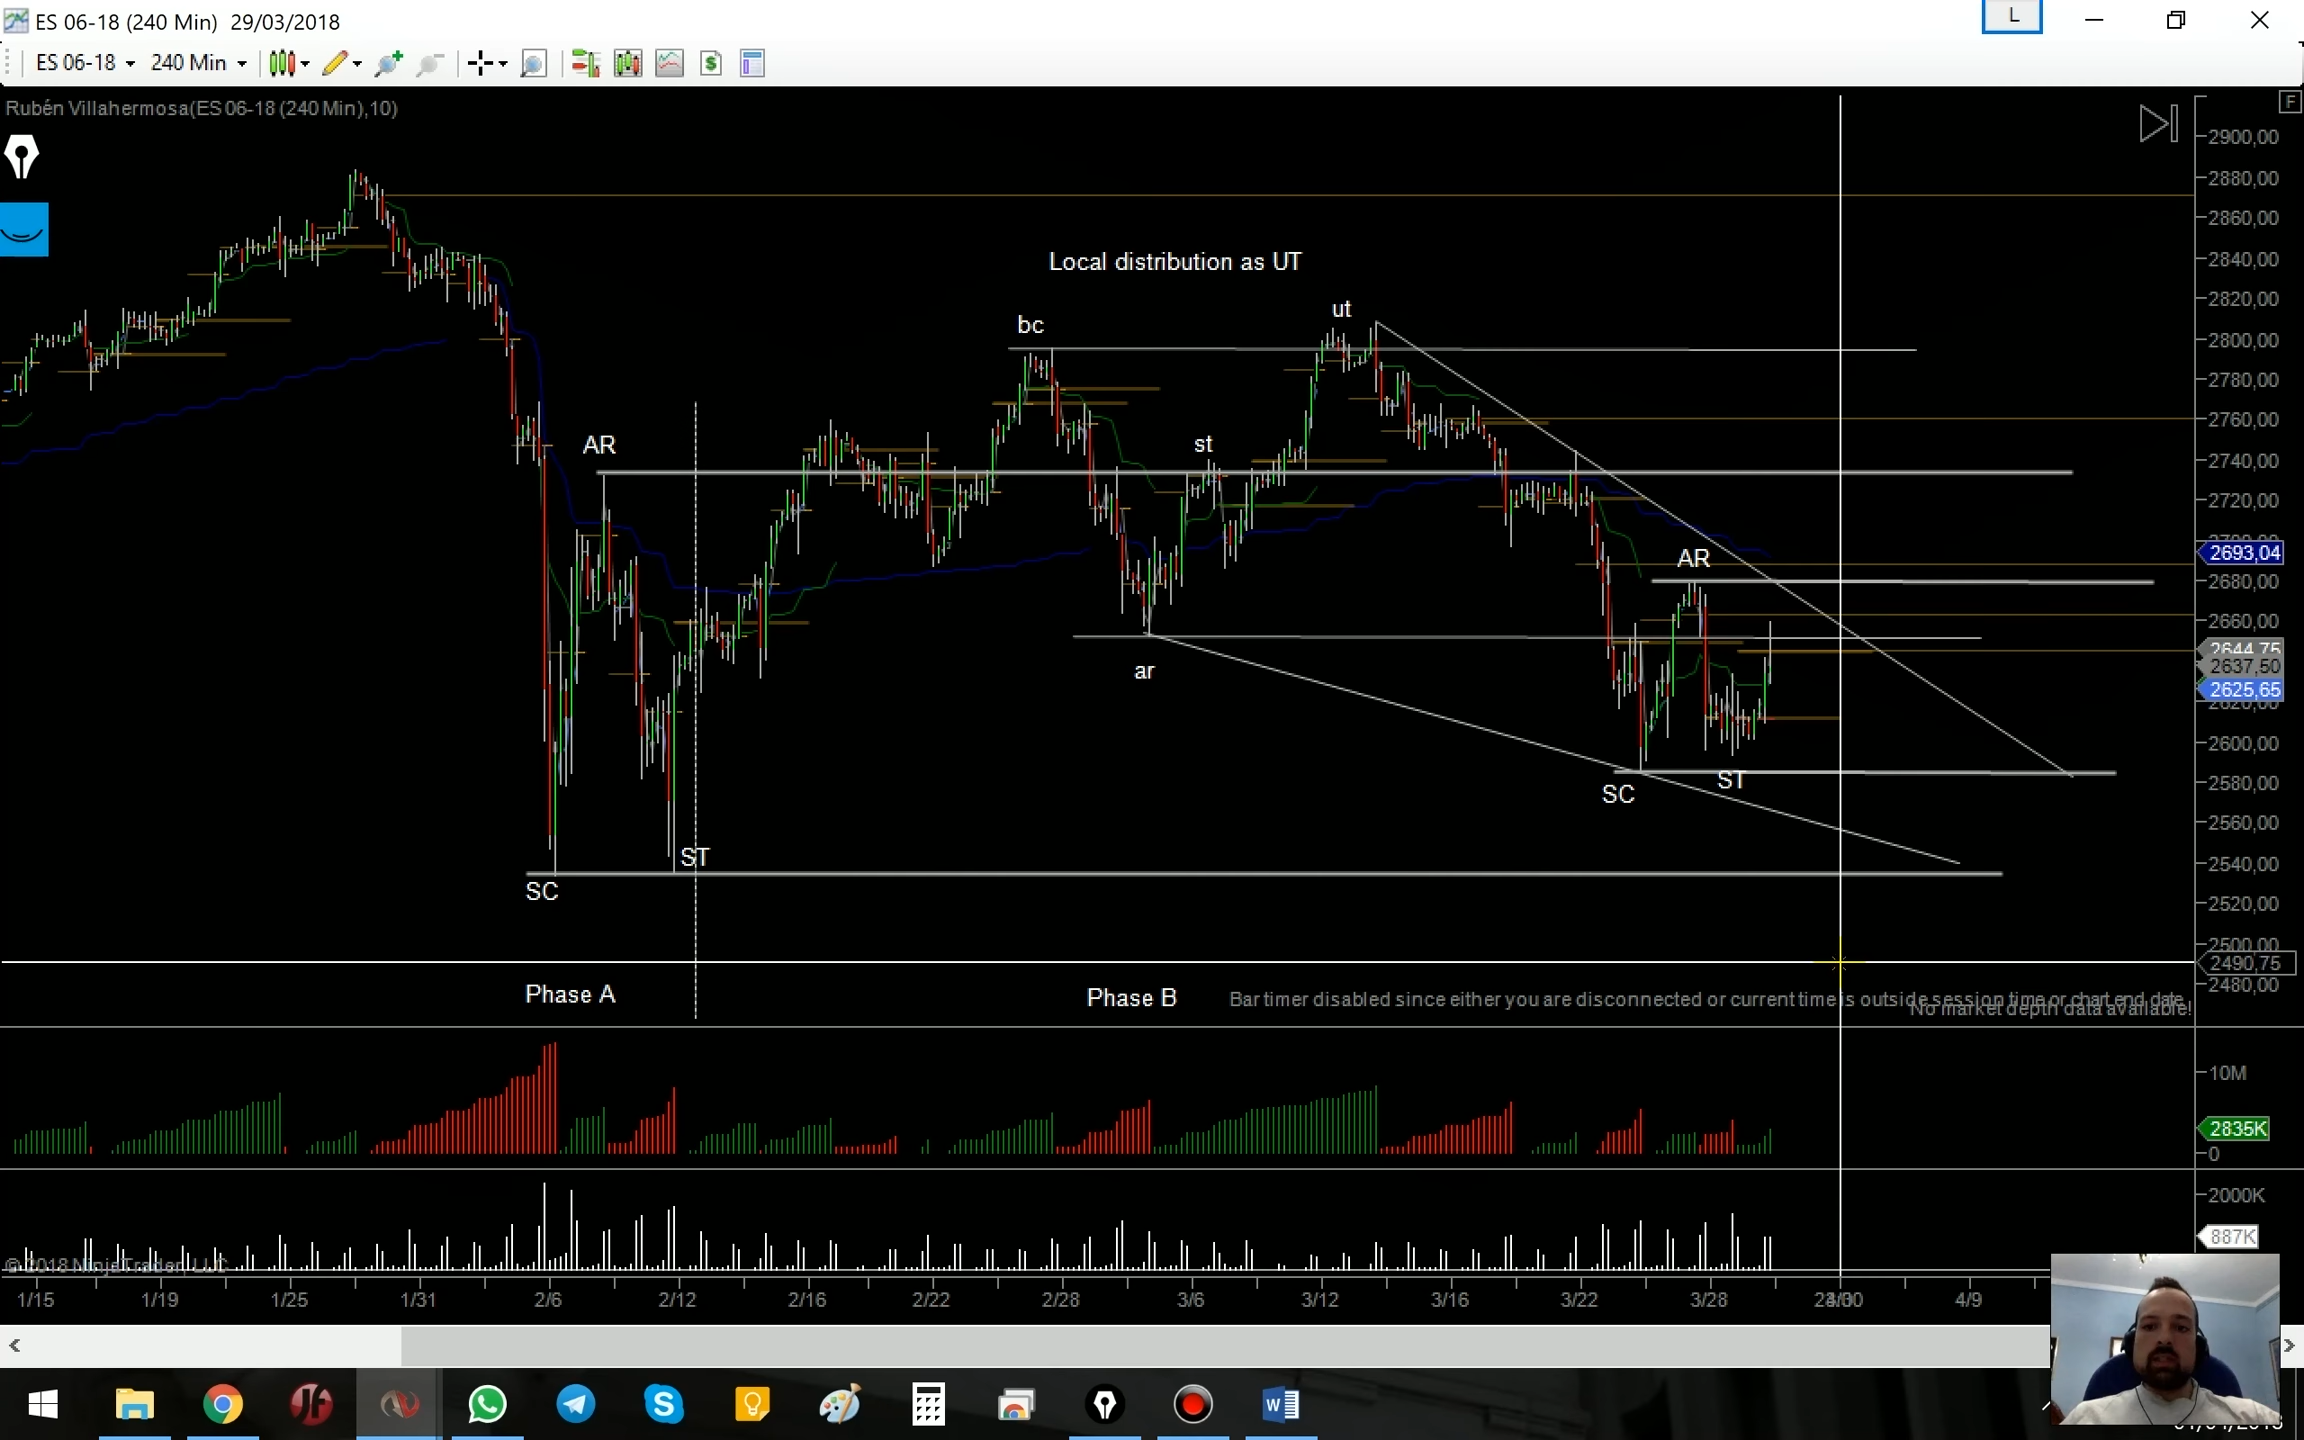 ES 06-18 (240 Min) 29/03/2018
L
ES 06-18
240 Min
Rubén Villahermosa(ES 06-18 (240 Min),10)
F
2900,00
2880,00
2860,00
Local distribution as UT
2840,00
2820,00
ut
bc
2800,00
2780,00
2760,00
AR
st
2740,00
2720,00
AR
2693,04
2680,00
2660,00
ar
2644,75
2637,50
2625,65
2600,00
SC
ST
2580,00
2560,00
ST
2540,00
SC
2520,00
2500,00
2490,75
2480,00
Phase A
Phase B
Bar timer disabled since either you are disconnected or current time is outside session time or chart end date
No market depth data available!
10M
2835K
0
2000K
887K
© 2018 NinjaTrader, LLC
1/15 1/19 1/25 1/31 2/6 2/12 2/16 2/22 2/28 3/6 3/12 3/16 3/22 3/28 4/9